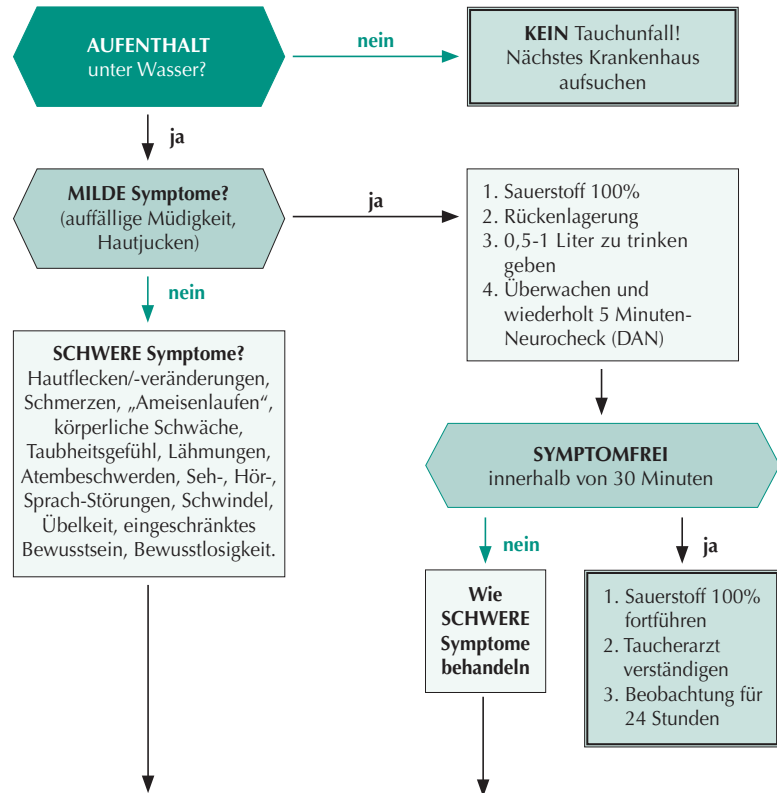 AUFENTHALT
unter Wasser?
nein
KEIN Tauchunfall!
Nächstes Krankenhaus
aufsuchen
ja
MILDE Symptome?
(auffällige Müdigkeit,
Hautjucken)
ja
1. Sauerstoff 100%
2. Rückenlagerung
3. 0,5-1 Liter zu trinken
geben
4. Überwachen und
wiederholt 5 Minuten-
Neurocheck (DAN)
nein
SCHWERE Symptome?
Hautflecken/-veränderungen,
Schmerzen, „Ameisenlaufen“,
körperliche Schwäche,
Taubheitsgefühl, Lähmungen,
Atembeschwerden, Seh-, Hör-,
Sprach-Störungen, Schwindel,
Übelkeit, eingeschränktes
Bewusstsein, Bewusstlosigkeit.
SYMPTOMFREI
innerhalb von 30 Minuten
nein
ja
Wie
SCHWERE
Symptome
behandeln
1. Sauerstoff 100%
fortführen
2. Taucherarzt
verständigen
3. Beobachtung für
24 Stunden